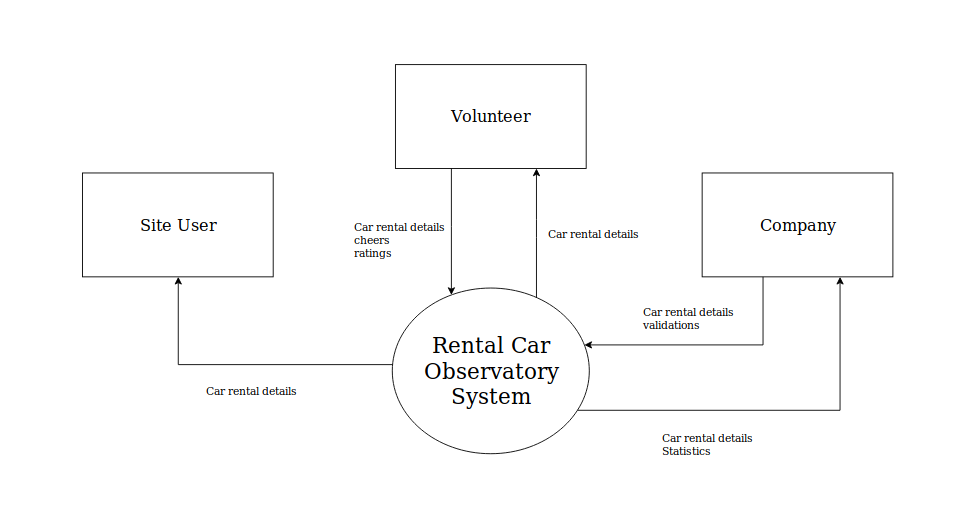 Volunteer
Site User
Company
Car rental details
cheers
ratings
Car rental details
Car rental details
validations
Rental Car
Observatory
System
Car rental details
Car rental details
Statistics